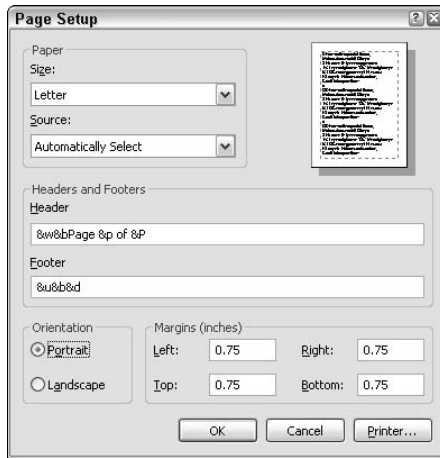 Page Setup
Paper
Size:
Letter
Source:
Automatically Select
Headers and Footers
Header
&w&bPage &p of &P
Footer
&u&b&d
Orientation
Portrait
Landscape
Margins (inches)
Left: 0.75 Right: 0.75
Top: 0.75 Bottom: 0.75
OK Cancel Printer...